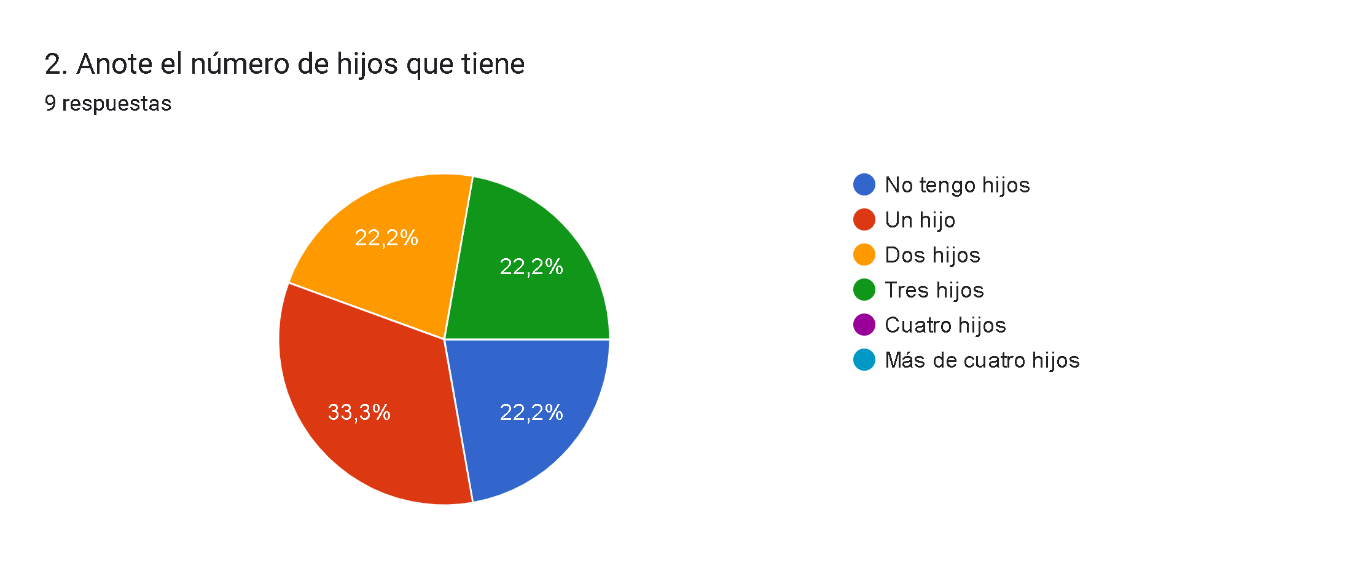 2. Anote el número de hijos que tiene
9 respuestas
22,2%
22,2%
33,3%
22,2%
No tengo hijos
Un hijo
Dos hijos
Tres hijos
Cuatro hijos
Más de cuatro hijos